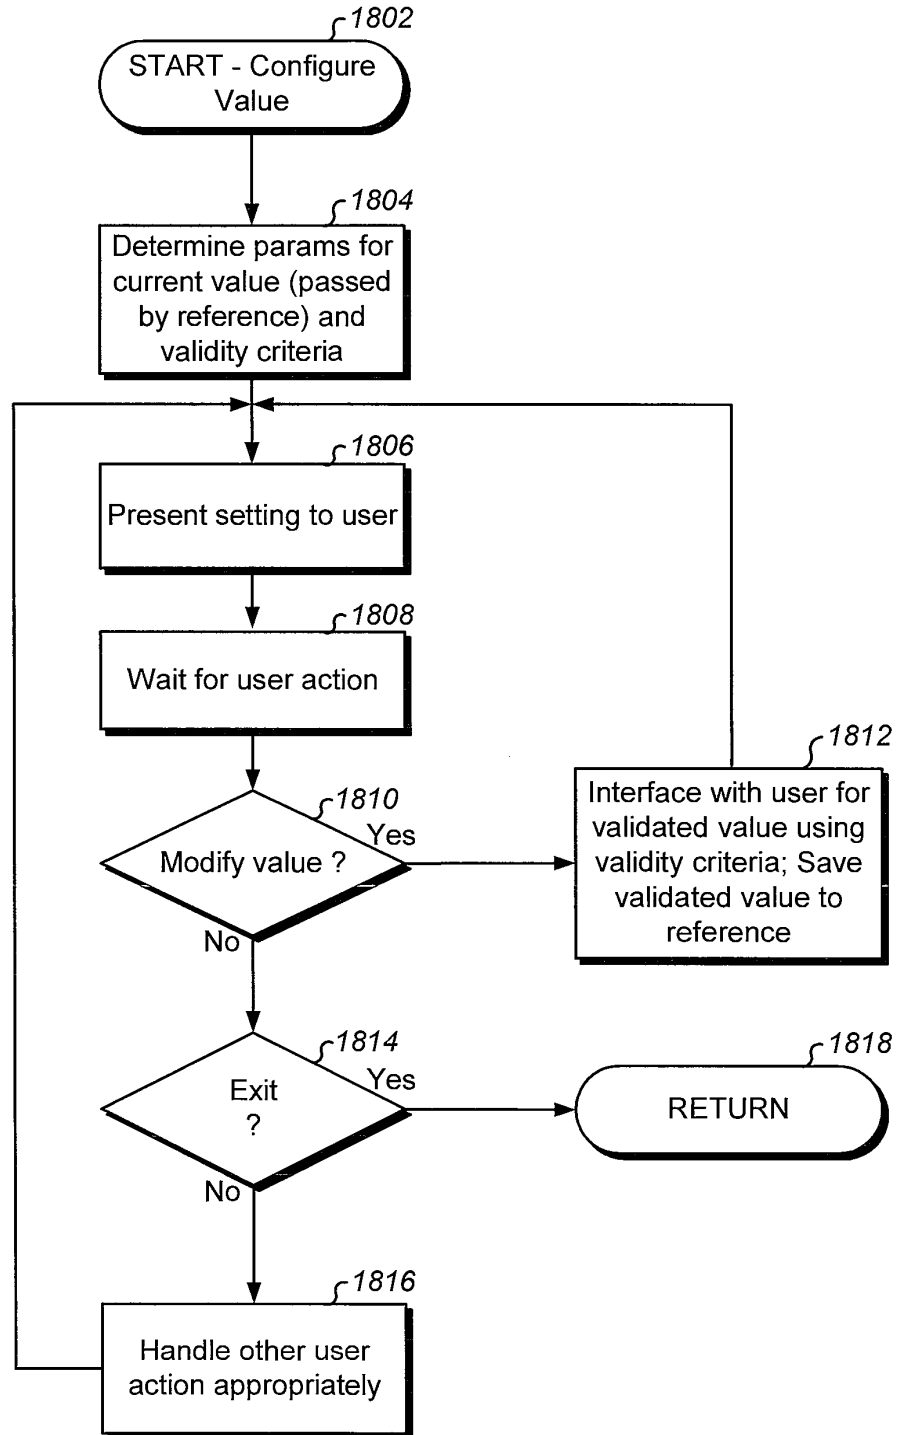 1802
START - Configure
Value
1804
Determine params for
current value (passed
by reference) and
validity criteria
1806
Present setting to user
1808
Wait for user action
1810
Modify value ?
Yes
No
1812
Interface with user for
validated value using
validity criteria; Save
validated value to
reference
1814
Exit
?
Yes
No
1818
RETURN
1816
Handle other user
action appropriately